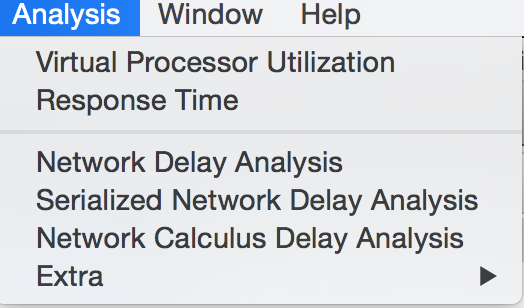 Analysis Window Help
Virtual Processor Utilization
Response Time
Network Delay Analysis
Serialized Network Delay Analysis
Network Calculus Delay Analysis
Extra